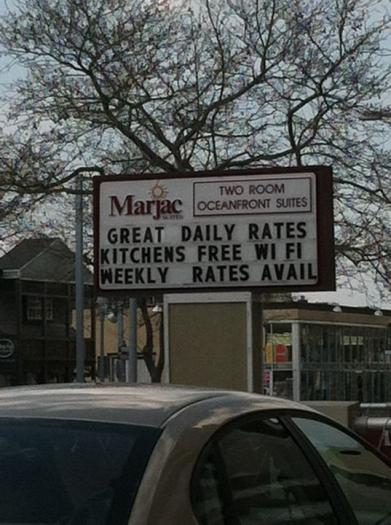 Marjac
SUITES
TWO ROOM
OCEANFRONT SUITES
GREAT DAILY RATES
KITCHENS FREE WI FI
WEEKLY RATES AVAIL